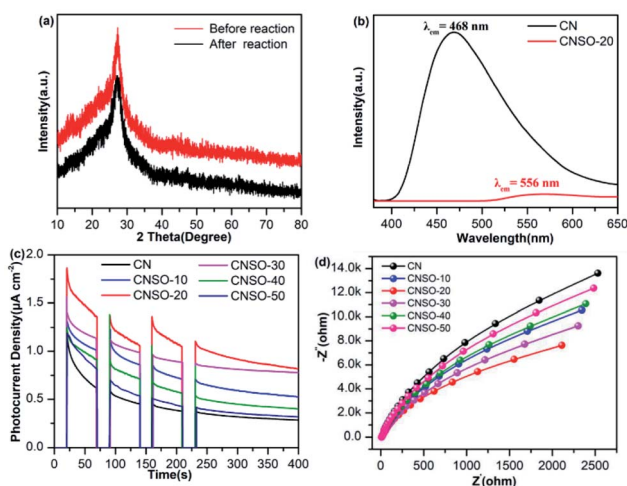 (a)
Before reaction
After reaction
Intensity(a.u.)
10 20 30 40 50 60 70 80
2 Theta(Degree)
(b)
λem= 468 nm
CN
CNSO-20
λem= 556 nm
Intensity(a.u.)
400 450 500 550 600 650
Wavelength(nm)
(c)
CN CNSO-30
CNSO-10 CNSO-40
CNSO-20 CNSO-50
Photocurrent Density(μA cm-2)
2.0
1.5
1.0
0.5
0.0
0 50 100 150 200 250 300 350 400
Time(s)
(d)
CN
CNSO-10
CNSO-20
CNSO-30
CNSO-40
CNSO-50
-Z''(ohm)
14.0k
12.0k
10.0k
8.0k
6.0k
4.0k
2.0k
0.0
0 500 1000 1500 2000 2500
Z'(ohm)